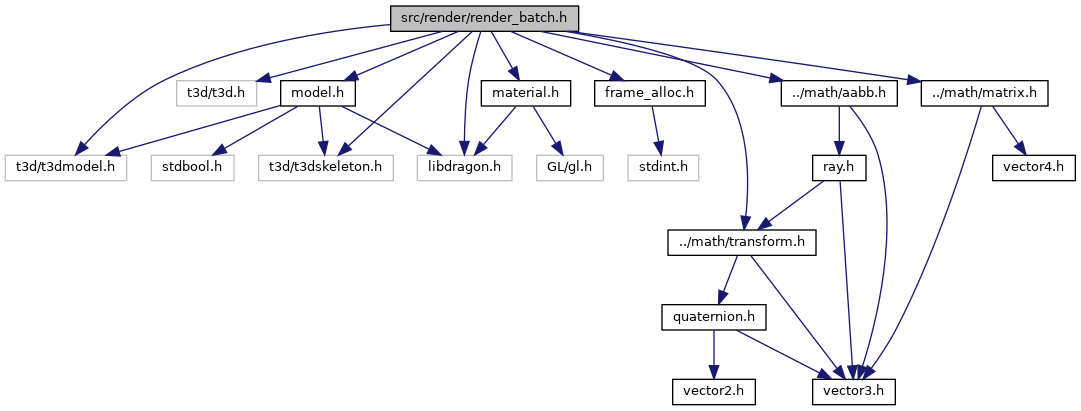 src/render/render_batch.h
t3d/t3d.h
model.h
material.h
frame_alloc.h
../math/aabb.h
../math/matrix.h
t3d/t3dmodel.h
stdbool.h
t3d/t3dskeleton.h
libdragon.h
GL/gl.h
stdint.h
ray.h
vector4.h
../math/transform.h
quaternion.h
vector2.h
vector3.h